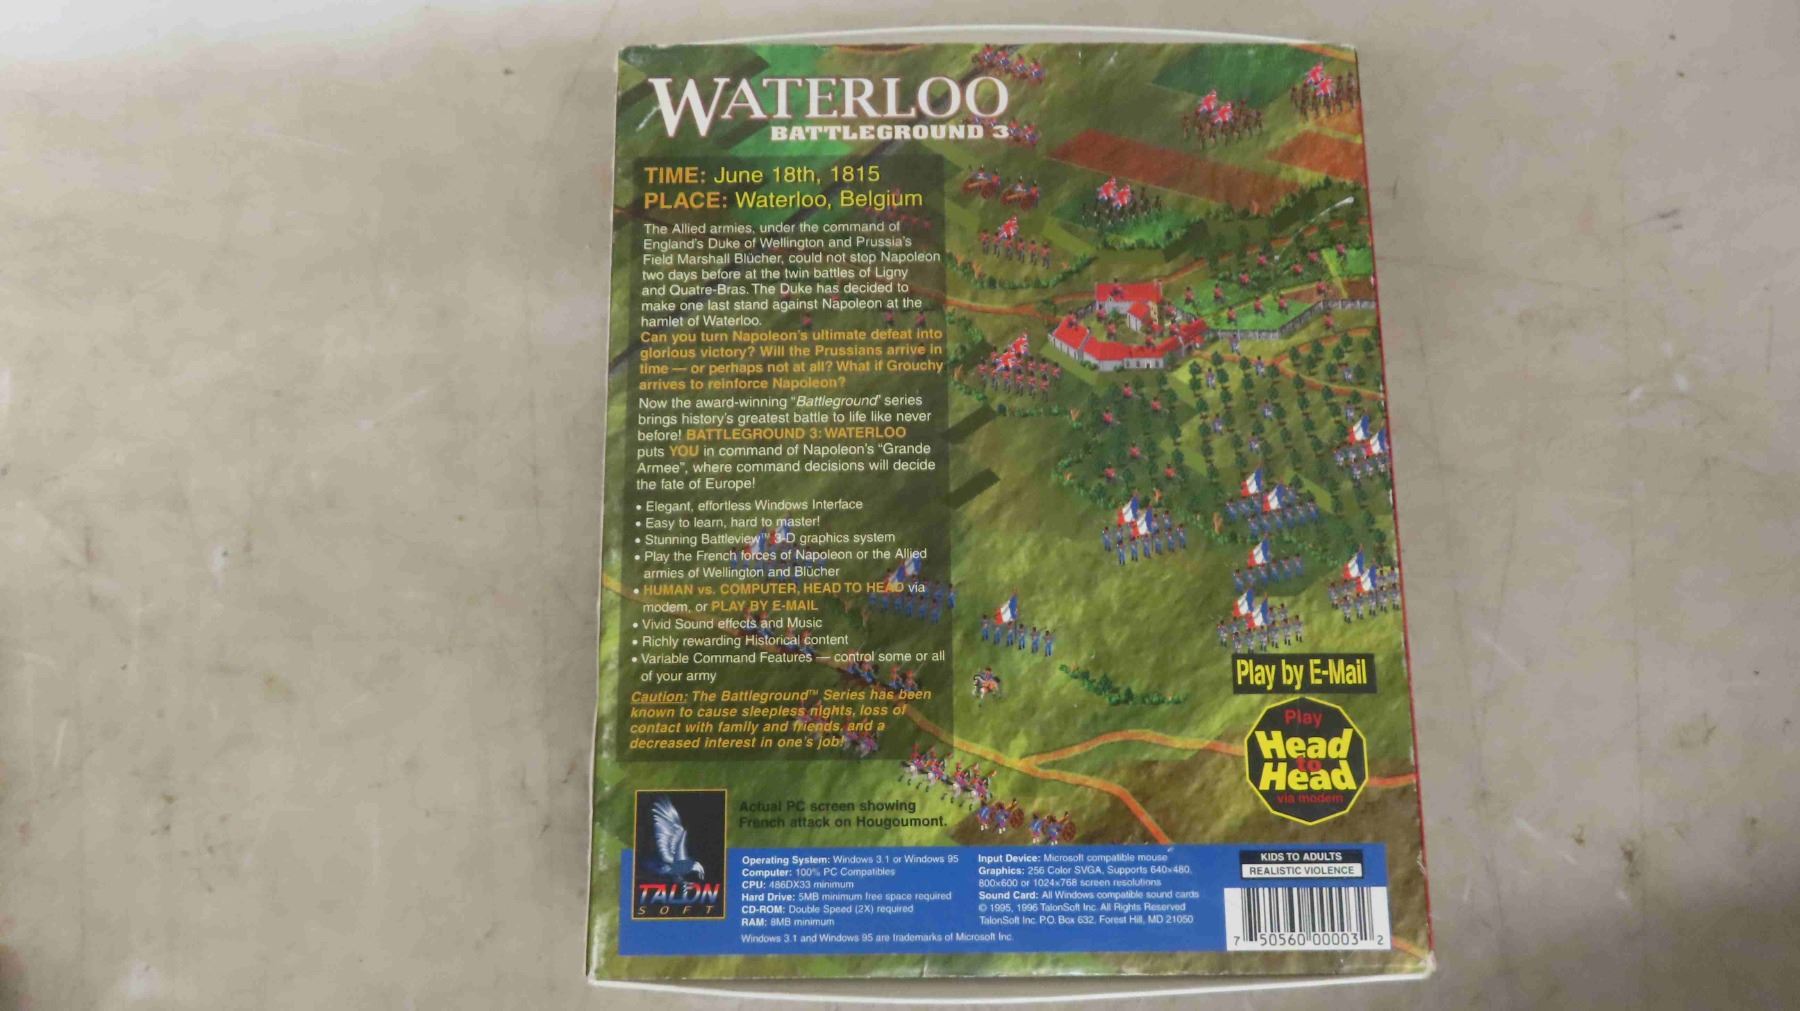 WATERLOO
BATTLEGROUND 3
TIME: June 18th, 1815
PLACE: Waterloo, Belgium
The Allied armies, under the command of
England's Duke of Wellington and Prussia's
Field Marshall Blücher, could not stop Napoleon
two days before at the twin battles of Ligny
and Quatre-Bras. The Duke has decided to
make one last stand against Napoleon at the
hamlet of Waterloo.
Can you turn Napoleon's ultimate defeat into
glorious victory? Will the Prussians arrive in
time — or perhaps not at all? What if Grouchy
arrives to reinforce Napoleon?
Now the award-winning "Battleground" series
brings history's greatest battle to life like never
before! BATTLEGROUND 3: WATERLOO
puts YOU in command of Napoleon's "Grande
Armee", where command decisions will decide
the fate of Europe!
• Elegant, effortless Windows Interface
• Easy to learn, hard to master!
• Stunning Battleview™ 3-D graphics system
• Play the French forces of Napoleon or the Allied
armies of Wellington and Blücher
• HUMAN vs. COMPUTER, HEAD TO HEAD via
modem, or PLAY BY E-MAIL
• Vivid Sound effects and Music
• Richly rewarding Historical content
• Variable Command Features — control some or all
of your army
Caution: The Battleground™ Series has been
known to cause sleepless nights, loss of
contact with family and friends, and a
decreased interest in one's job!
Play by E-Mail
Play
Head
to
Head
via modem
Actual PC screen showing
French attack on Hougoumont.
TALON
SOFT
Operating System: Windows 3.1 or Windows 95
Computer: 100% PC Compatibles
CPU: 486DX33 minimum
Hard Drive: 5MB minimum free space required
CD-ROM: Double Speed (2X) required
RAM: 8MB minimum
Windows 3.1 and Windows 95 are trademarks of Microsoft Inc.
Input Device: Microsoft compatible mouse
Graphics: 256 Color SVGA, Supports 640x480,
800x600 or 1024x768 screen resolutions
Sound Card: All Windows compatible sound cards
© 1995, 1996 TalonSoft Inc. All Rights Reserved
TalonSoft Inc. P.O. Box 632, Forest Hill, MD 21050
KIDS TO ADULTS
REALISTIC VIOLENCE
7 50560 00003 2